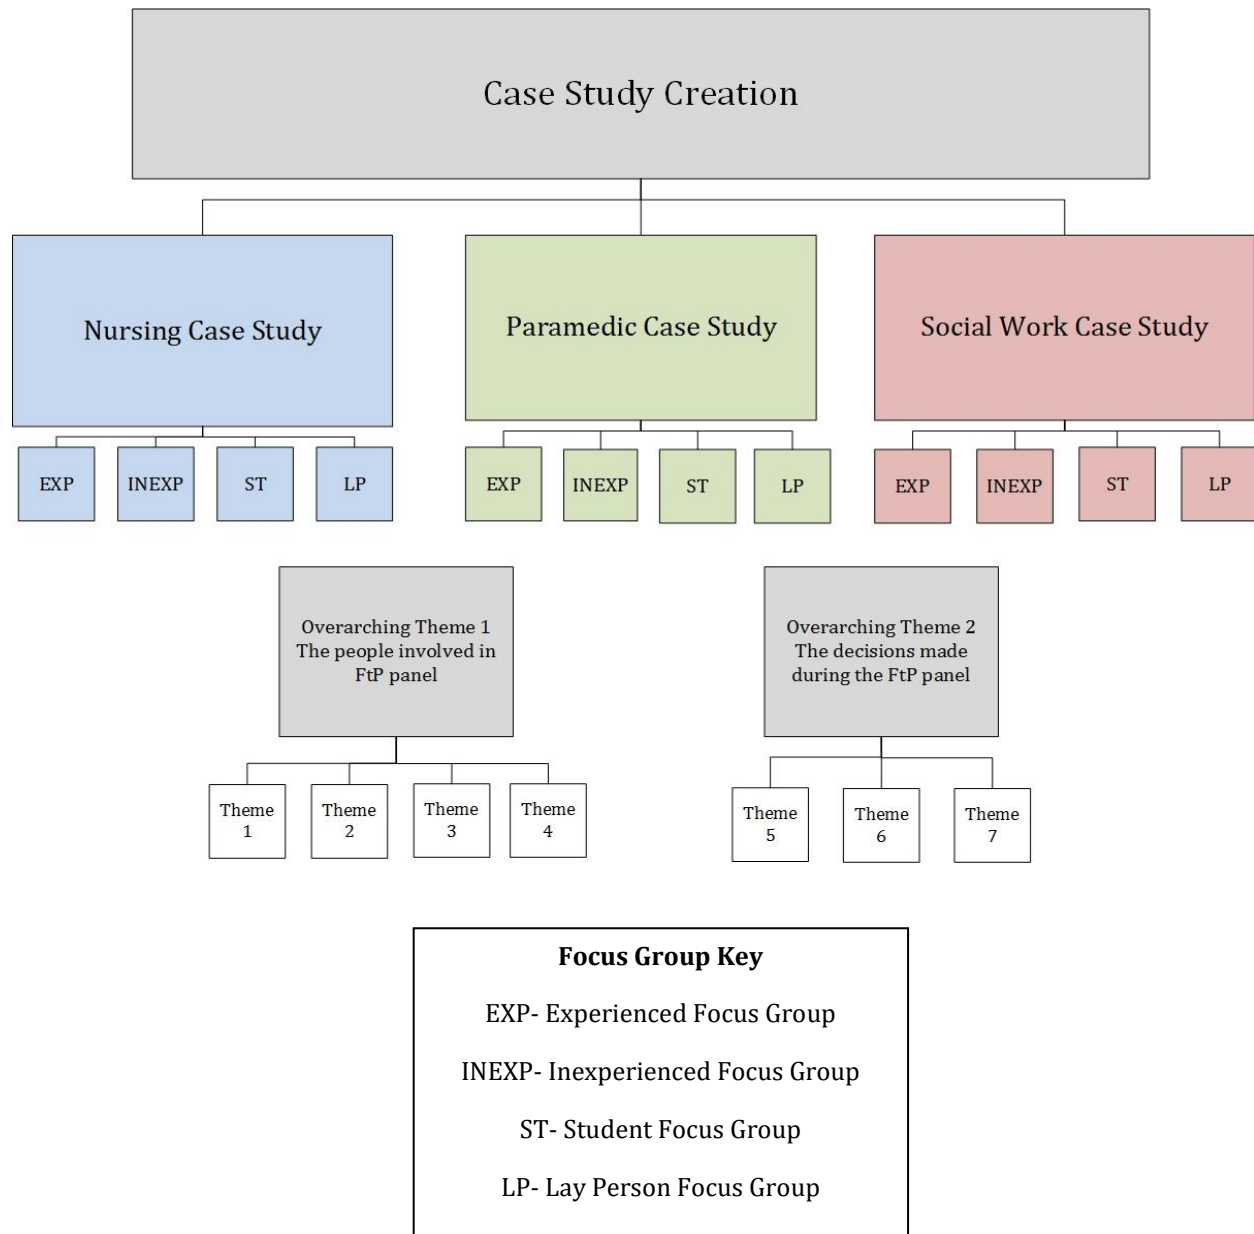 Case Study Creation
Nursing Case Study
Paramedic Case Study
Social Work Case Study
EXP
INEXP
ST
LP
EXP
INEXP
ST
LP
EXP
INEXP
ST
LP
Overarching Theme 1
The people involved in
FtP panel
Overarching Theme 2
The decisions made
during the FtP panel
Theme
1
Theme
2
Theme
3
Theme
4
Theme
5
Theme
6
Theme
7
Focus Group Key
EXP- Experienced Focus Group
INEXP- Inexperienced Focus Group
ST- Student Focus Group
LP- Lay Person Focus Group